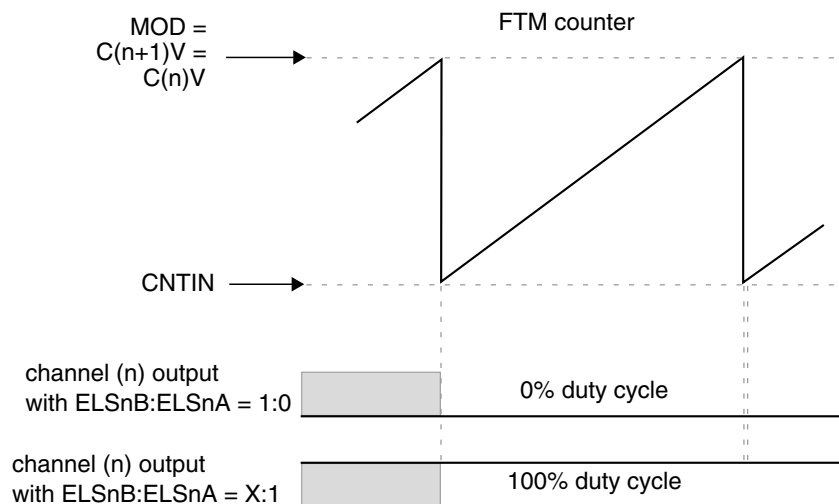 FTM counter
MOD =
C(n+1)V =
C(n)V
CNTIN
channel (n) output
with ELSnB:ELSnA = 1:0
0% duty cycle
channel (n) output
with ELSnB:ELSnA = X:1
100% duty cycle